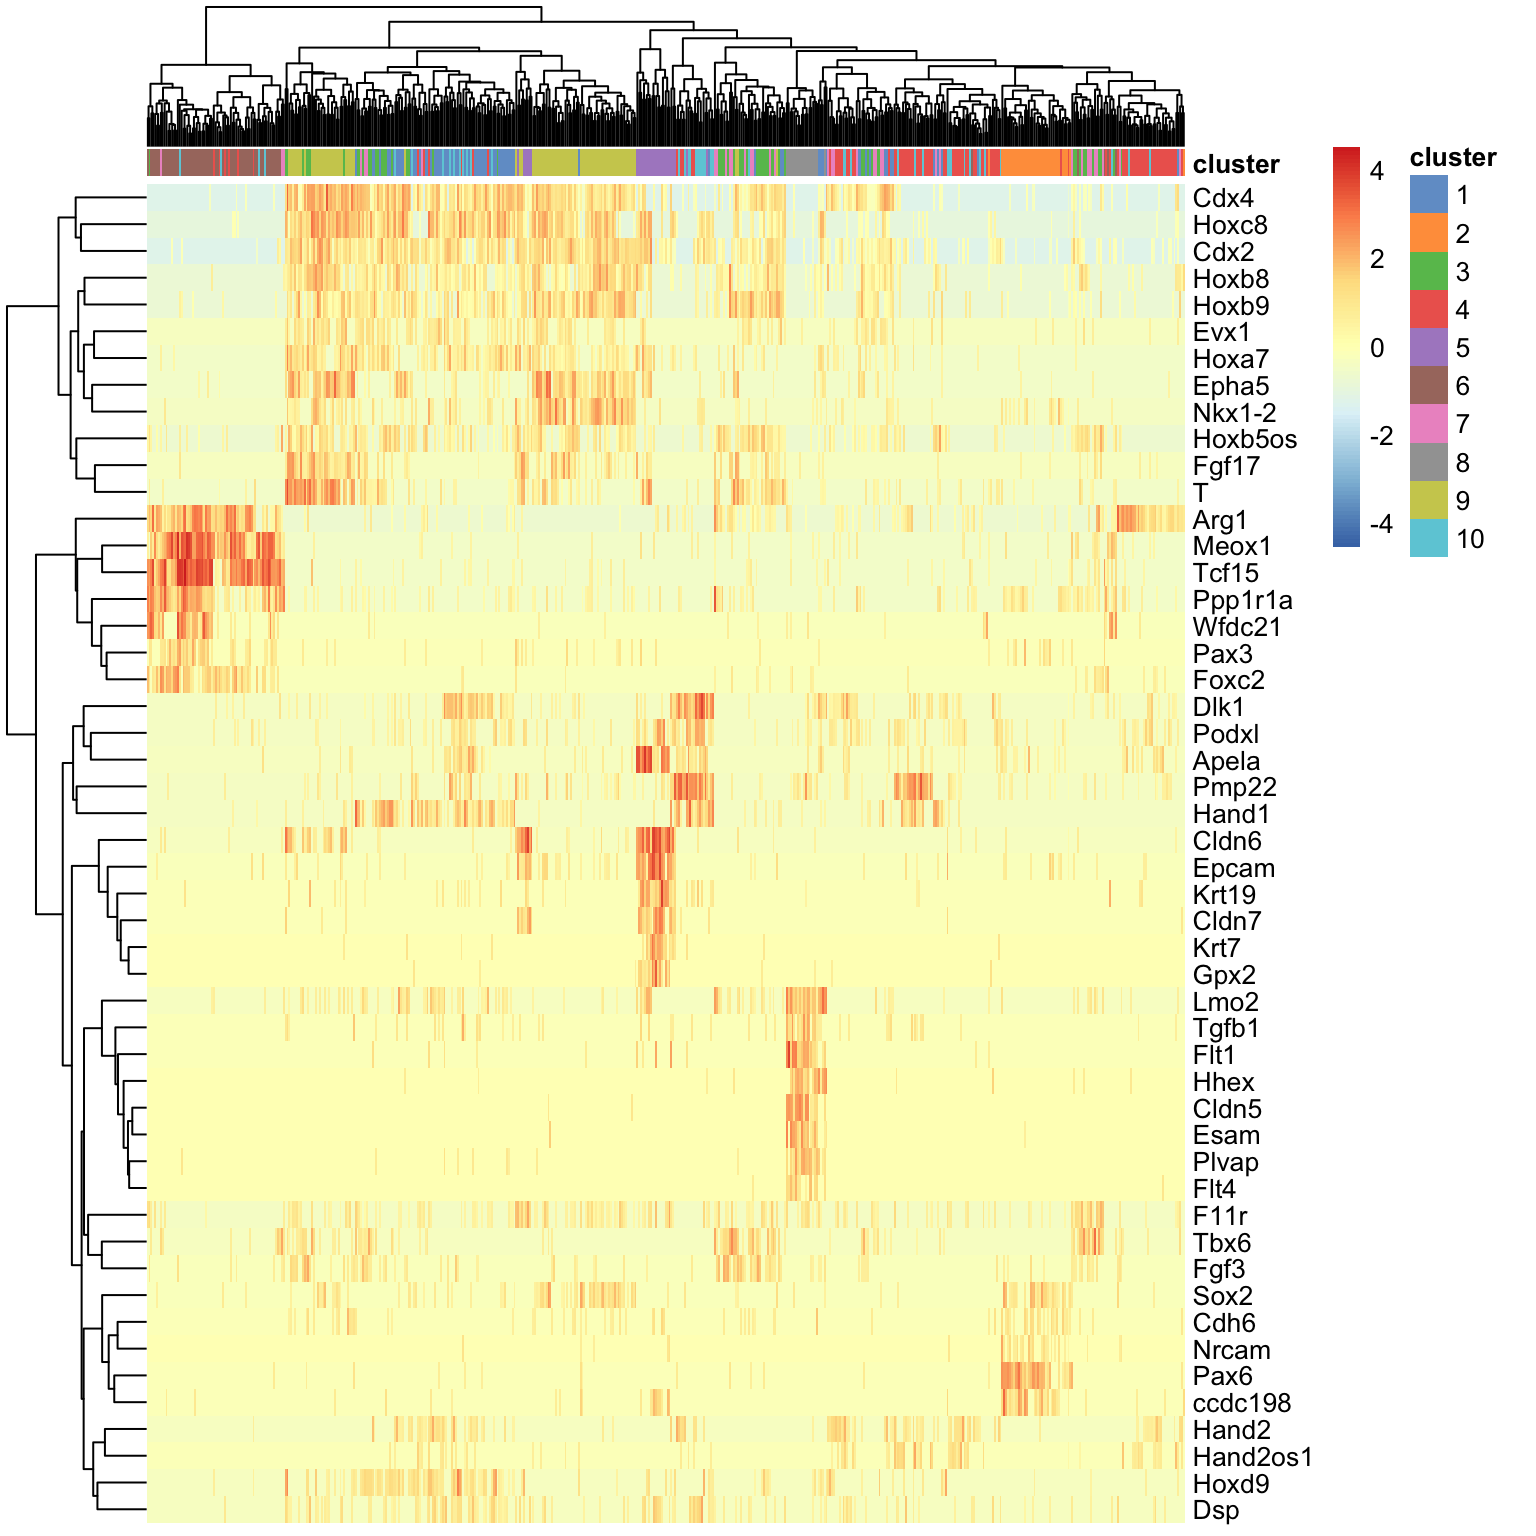 cluster
Cdx4
Hoxc8
Cdx2
Hoxb8
Hoxb9
Evx1
Hoxa7
Epha5
Nkx1-2
Hoxb5os
Fgf17
T
Arg1
Meox1
Tcf15
Ppp1r1a
Wfdc21
Pax3
Foxc2
Dlk1
Podxl
Apela
Pmp22
Hand1
Cldn6
Epcam
Krt19
Cldn7
Krt7
Gpx2
Lmo2
Tgfb1
Flt1
Hhex
Cldn5
Esam
Plvap
Flt4
F11r
Tbx6
Fgf3
Sox2
Cdh6
Nrcam
Pax6
ccdc198
Hand2
Hand2os1
Hoxd9
Dsp
4
2
0
-2
-4
cluster
1
2
3
4
5
6
7
8
9
10